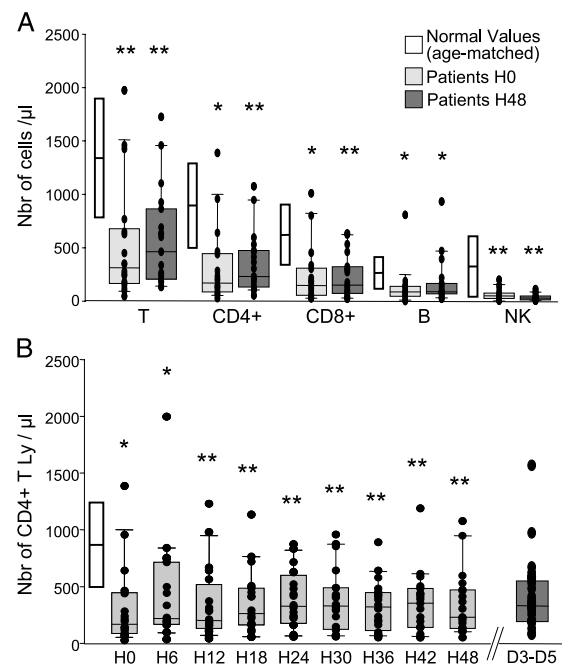 A
Nbr of cells /µl
2500
2000
1500
1000
500
0
Normal Values
(age-matched)
Patients H0
Patients H48
** **
* **
* **
* *
** **
T CD4+ CD8+ B NK
B
Nbr of CD4+ T Ly / µl
2500
2000
1500
1000
500
0
* * ** ** ** ** ** ** **
H0 H6 H12 H18 H24 H30 H36 H42 H48 // D3-D5